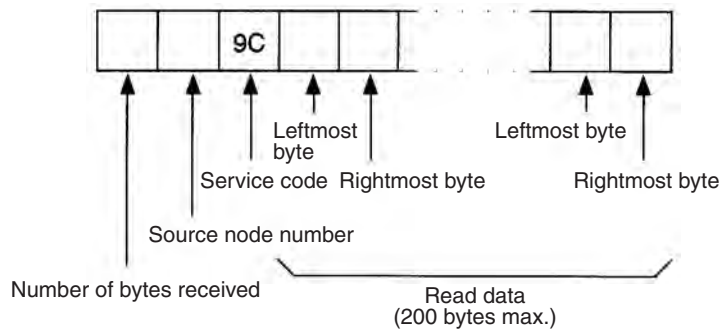 9C
Leftmost
byte
Leftmost byte
Service code
Rightmost byte
Rightmost byte
Source node number
Number of bytes received
Read data
(200 bytes max.)